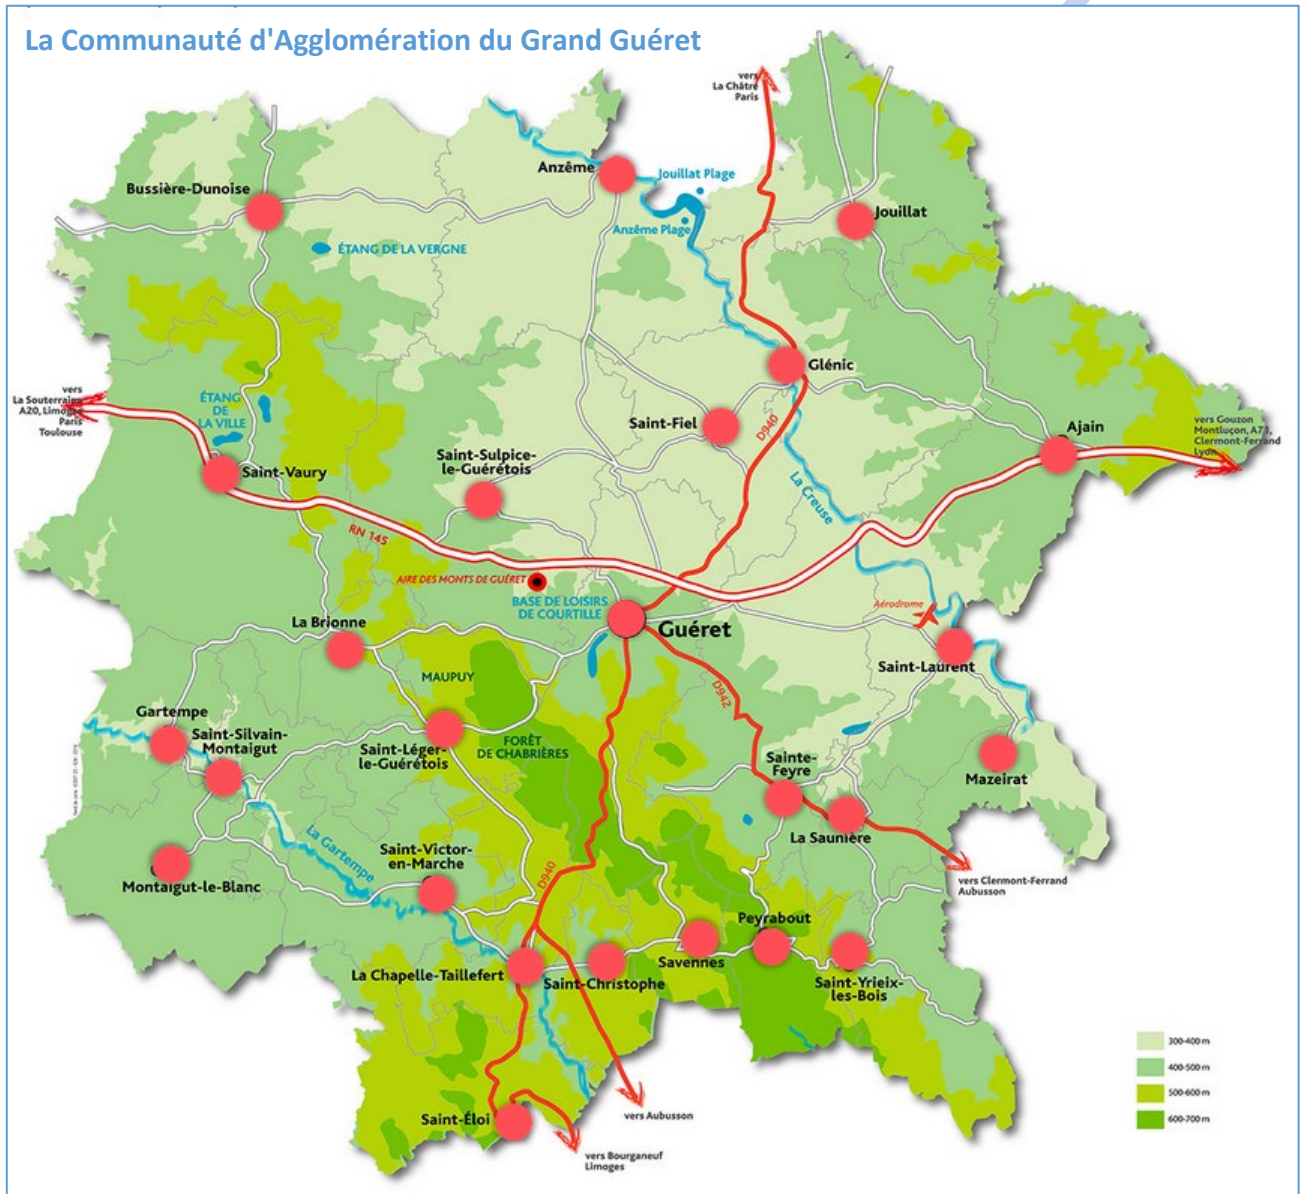 La Communauté d'Agglomération du Grand Guéret
vers
La Châtre
Paris
Anzême
Jouillat Plage
Bussière-Dunoise
Jouillat
Anzême Plage
ÉTANG DE LA VERGNE
Glénic
vers
La Souterraine
A20, Limoges
Paris
Toulouse
ÉTANG
DE
LA VILLE
Saint-Fiel
D940
Ajain
vers Gouzon
Montluçon, A71,
Clermont-Ferrand
Lyon
Saint-Sulpice-
le-Guérétois
Saint-Vaury
La Creuse
RN 145
AIRE DES MONTS DE GUÉRET
BASE DE LOISIRS
DE COURTILLE
Aérodrome
La Brionne
Guéret
Saint-Laurent
MAUPUY
D942
Gartempe
Saint-Silvain-
Montaigut
Saint-Léger-
le-Guérétois
FORÊT
DE CHABRIÈRES
Sainte-
Feyre
Mazeirat
La Saunière
La Gartempe
Saint-Victor-
en-Marche
Montaigut-le-Blanc
D940
vers Clermont-Ferrand
Aubusson
Peyrabout
La Chapelle-Taillefert
Saint-Christophe
Savennes
Saint-Yrieix-
les-Bois
300-400 m
400-500 m
500-600 m
600-700 m
Saint-Éloi
vers Aubusson
vers Bourganeuf
Limoges